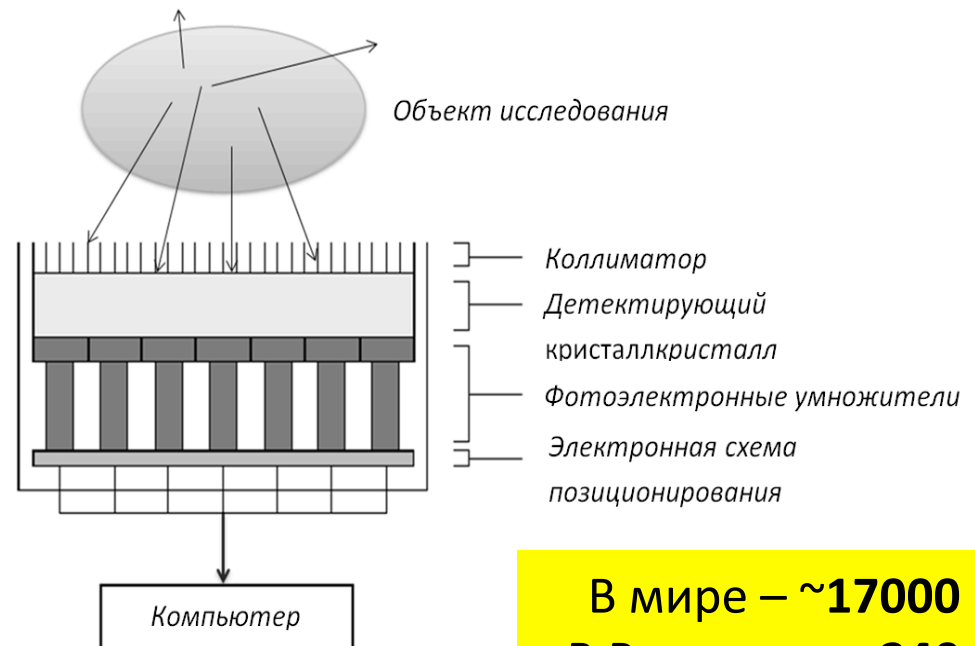 Объект исследования
Коллиматор
Детектирующий
кристаллкристалл
Фотоэлектронные умножители
Электронная схема
позиционирования
Компьютер
В мире – ~17000